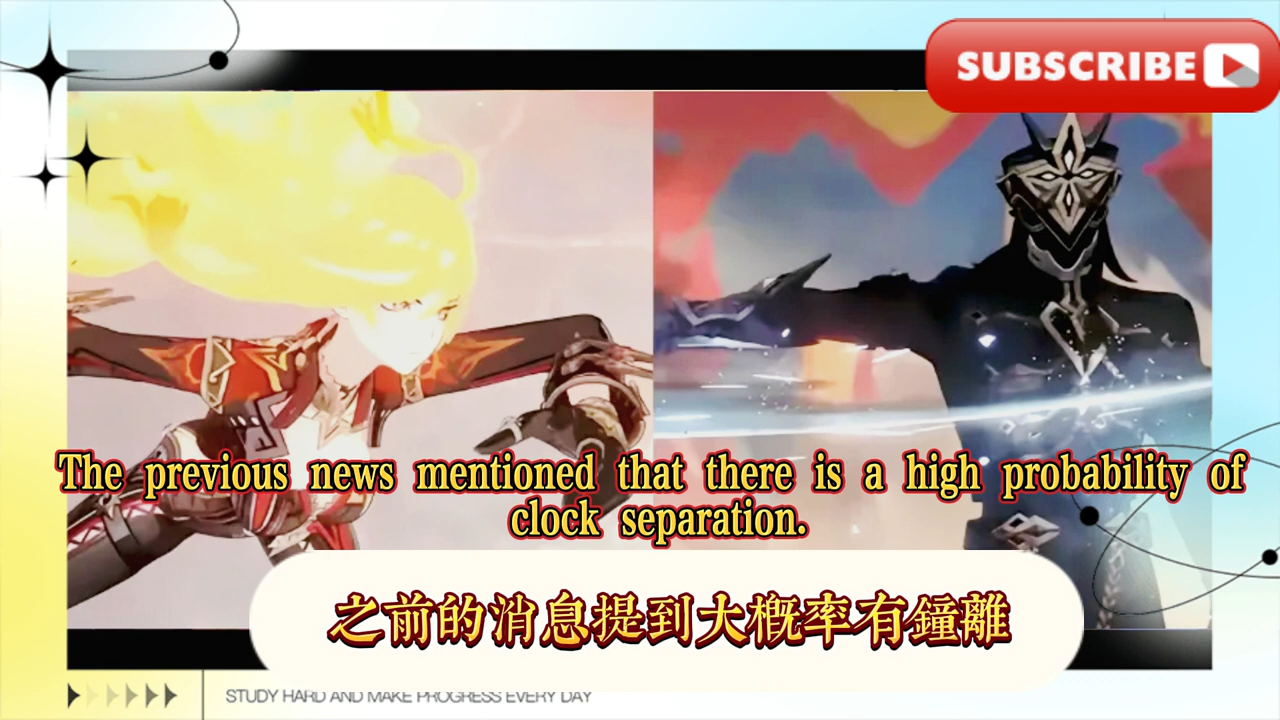 SUBSCRIBE
The previous news mentioned that there is a high probability of
clock separation.
之前的消息提到大概率有鐘離
STUDY HARD AND MAKE PROGRESS EVERY DAY